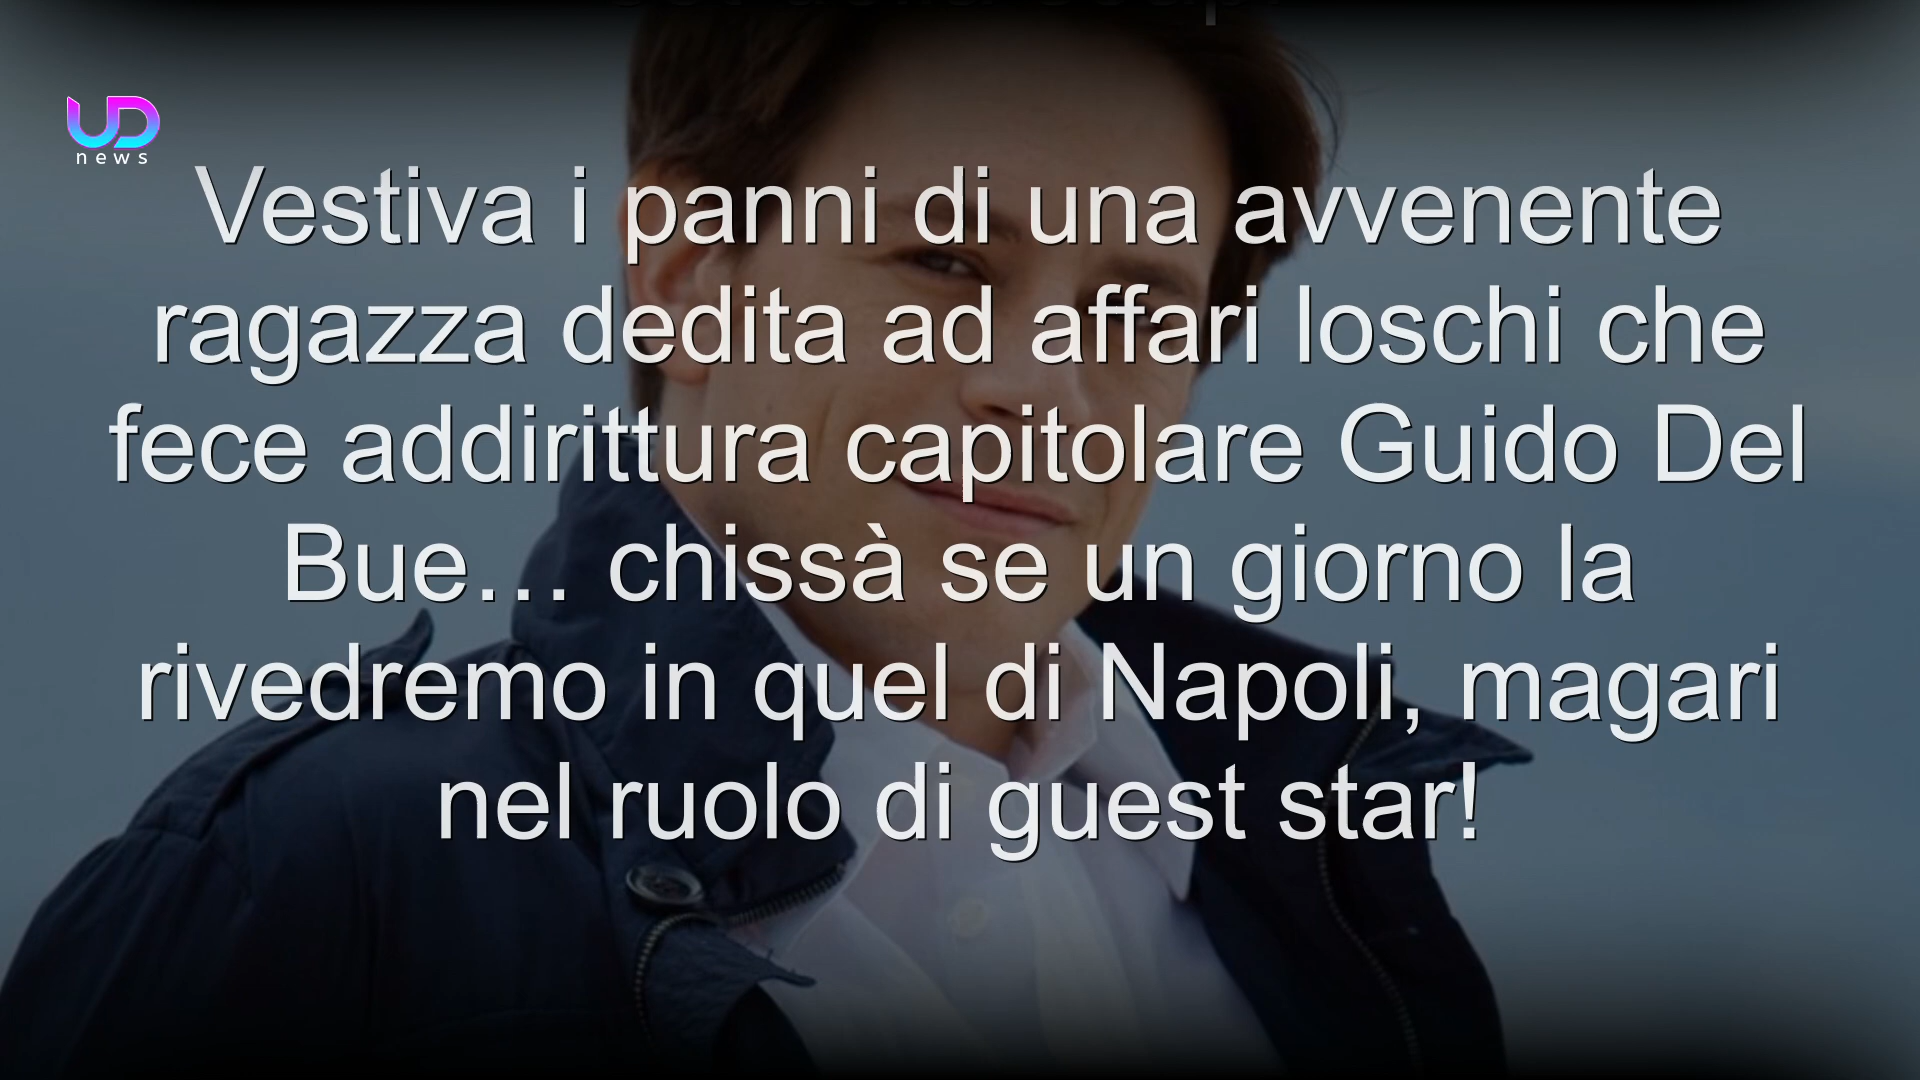 UD
news
Vestiva i panni di una avvenente
ragazza dedita ad affari loschi che
fece addirittura capitolare Guido Del
Bue… chissà se un giorno la
rivedremo in quel di Napoli, magari
nel ruolo di guest star!